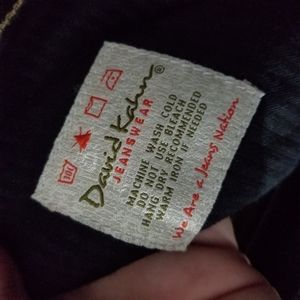 David Kahn®
JEANSWEAR
MACHINE WASH COLD
DO NOT USE BLEACH
HANG DRY RECOMMENDED
WARM IRON IF NEEDED
We Are a Jeans Nation